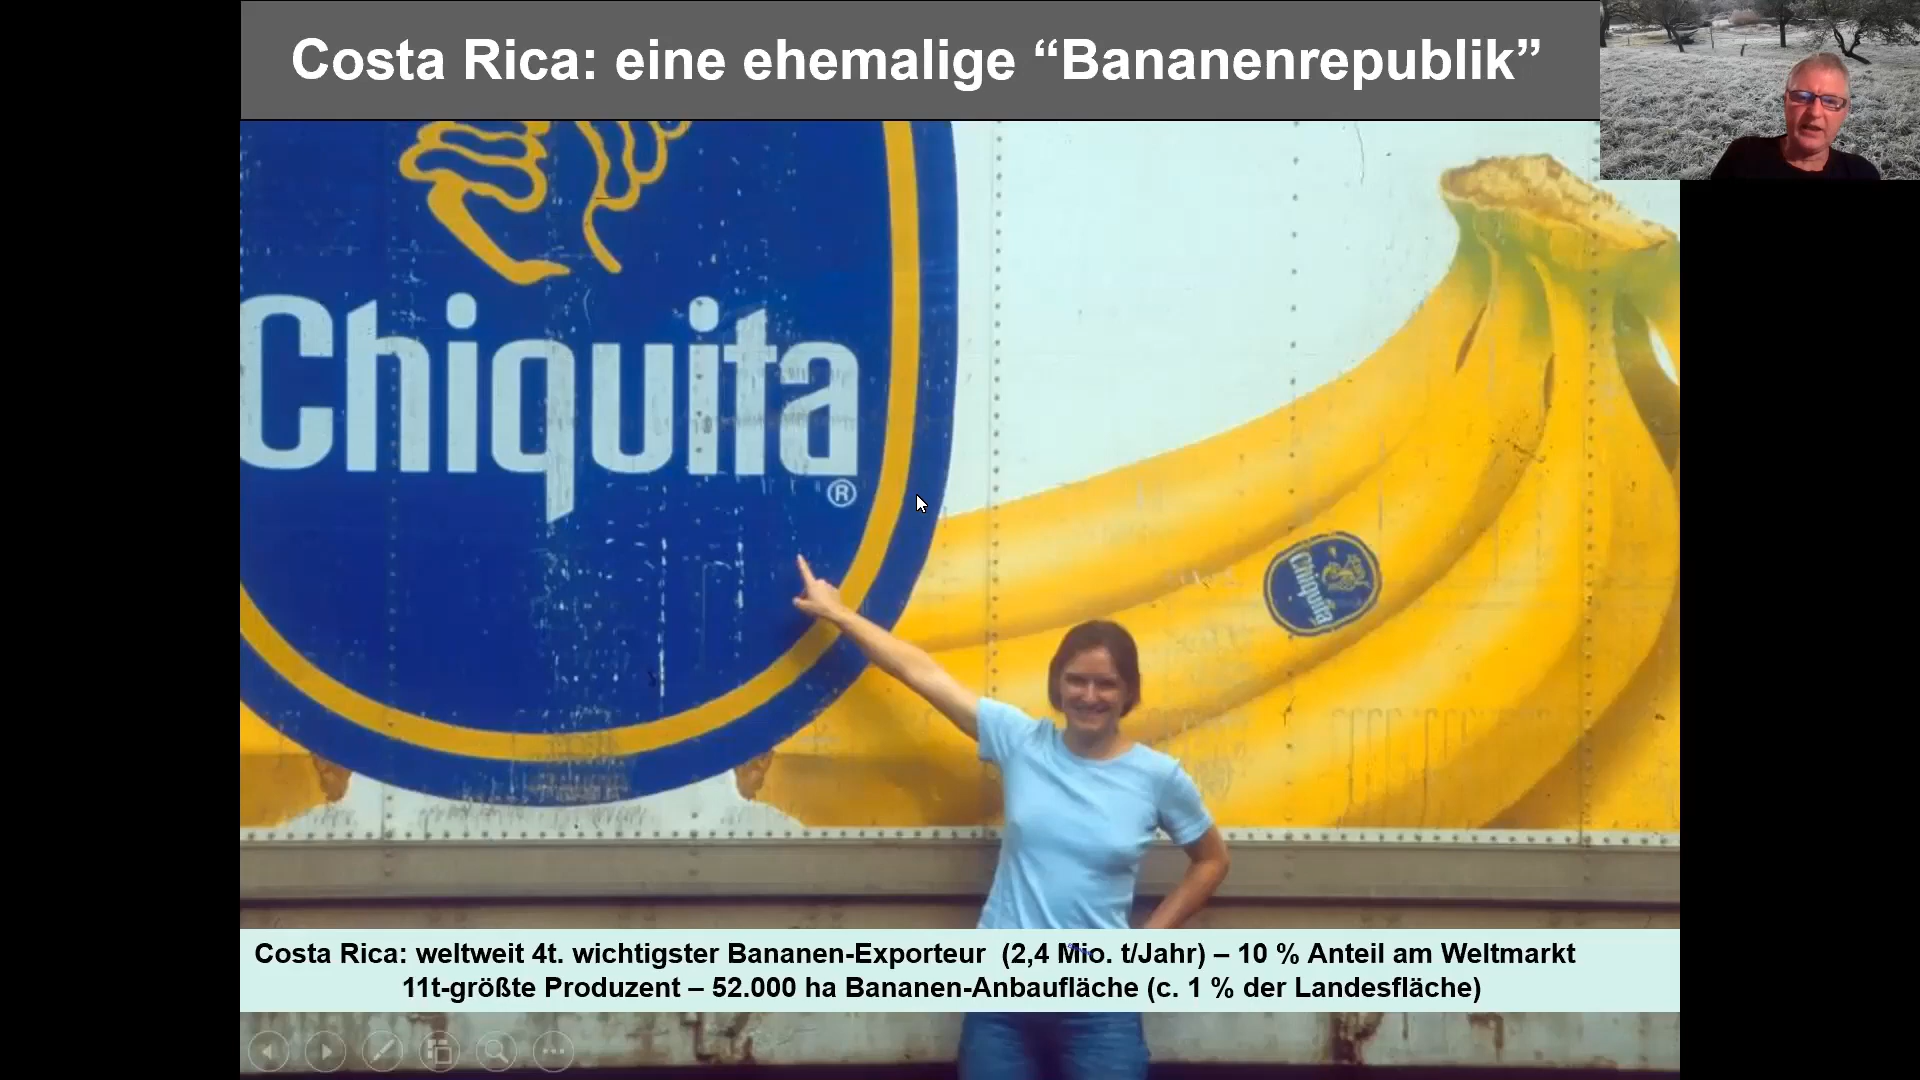 Costa Rica: eine ehemalige “Bananenrepublik”
Chiquita
®
Chiquita
Costa Rica: weltweit 4t. wichtigster Bananen-Exporteur (2,4 Mio. t/Jahr) – 10 % Anteil am Weltmarkt
11t-größte Produzent – 52.000 ha Bananen-Anbaufläche (c. 1 % der Landesfläche)